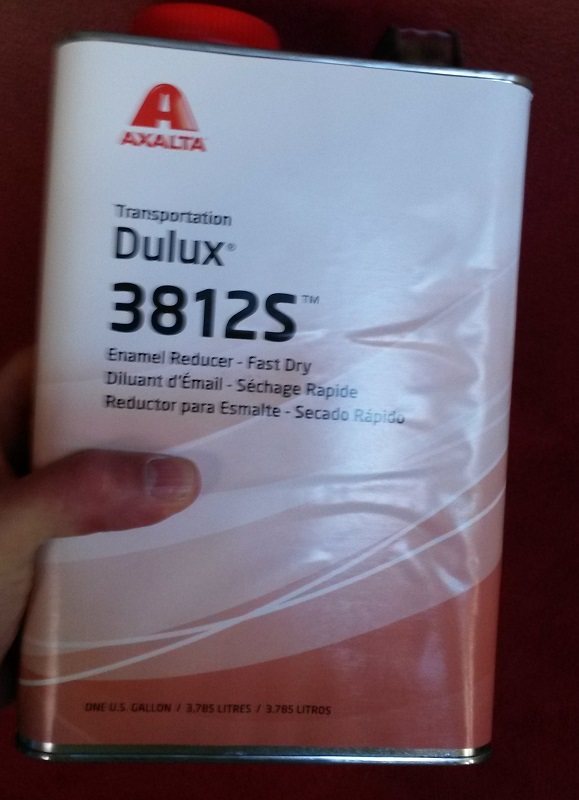 AXALTA
Transportation
Dulux®
3812S™
Enamel Reducer - Fast Dry
Diluant d'Émail - Séchage Rapide
Reductor para Esmalte - Secado Rápido
ONE U.S. GALLON / 3.785 LITRES / 3.785 LITROS